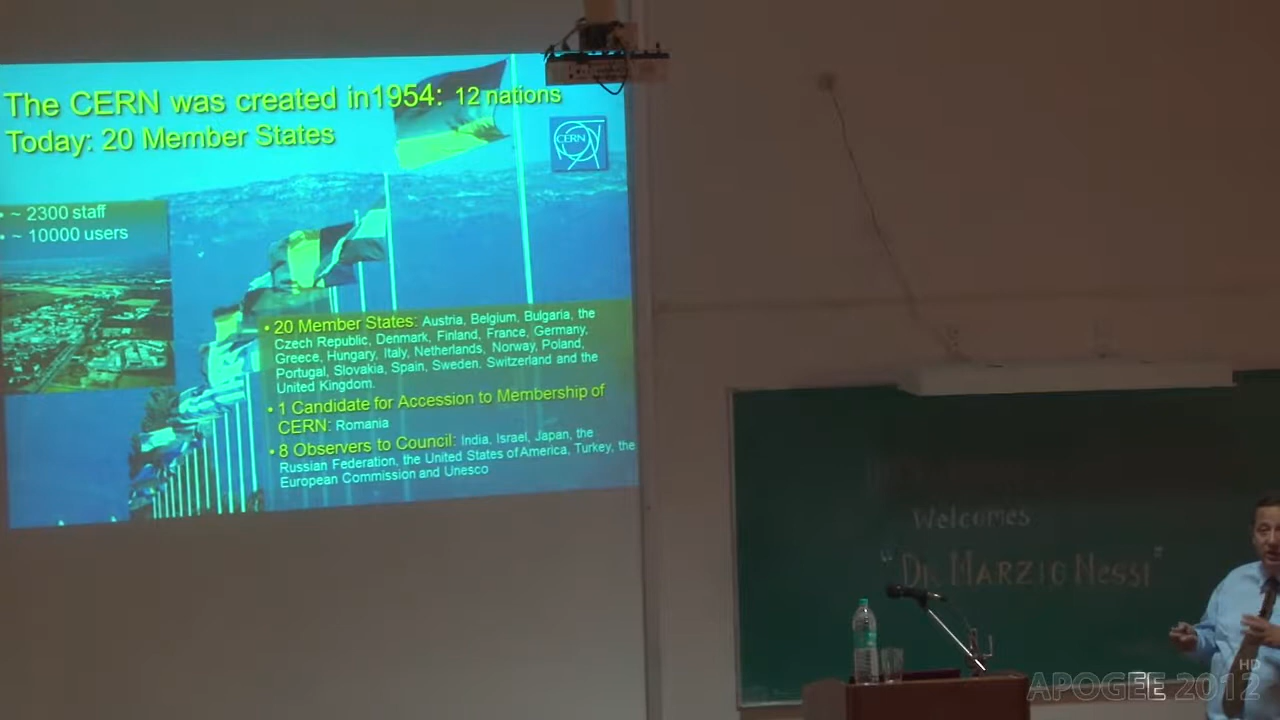 The CERN was created in1954: 12 nations
Today: 20 Member States
CERN
• ~ 2300 staff
• ~ 10000 users
• 20 Member States: Austria, Belgium, Bulgaria, the
Czech Republic, Denmark, Finland, France, Germany,
Greece, Hungary, Italy, Netherlands, Norway, Poland,
Portugal, Slovakia, Spain, Sweden, Switzerland and the
United Kingdom.
• 1 Candidate for Accession to Membership of
CERN: Romania
• 8 Observers to Council: India, Israel, Japan, the
Russian Federation, the United States of America, Turkey, the
European Commission and Unesco
Welcomes
"Dr MARZIO NESSI"
HD
APOGEE 2012